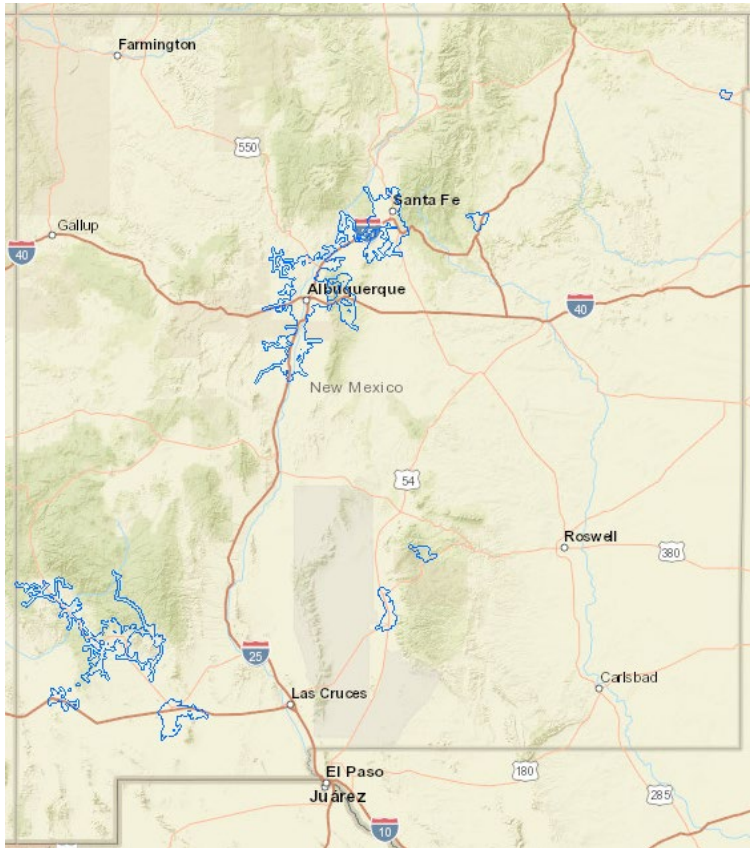 Farmington
550
Santa Fe
Gallup
40
Albuquerque
40
New Mexico
54
Roswell
380
25
Carlsbad
Las Cruces
El Paso
180
Juárez
285
10